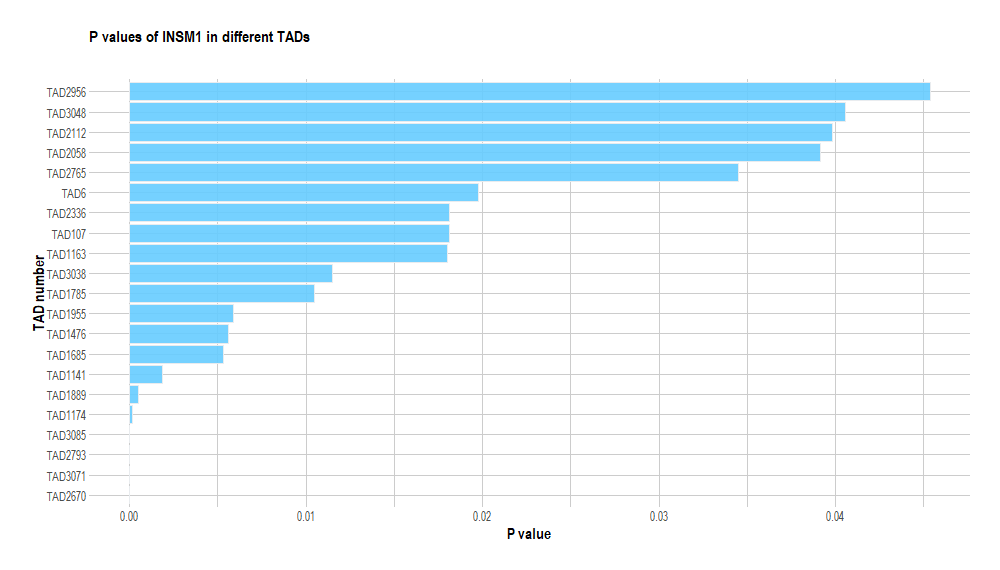 P values of INSM1 in different TADs
TAD number
TAD2956
TAD3048
TAD2112
TAD2058
TAD2765
TAD6
TAD2336
TAD107
TAD1163
TAD3038
TAD1785
TAD1955
TAD1476
TAD1685
TAD1141
TAD1889
TAD1174
TAD3085
TAD2793
TAD3071
TAD2670
0.00 0.01 0.02 0.03 0.04
P value